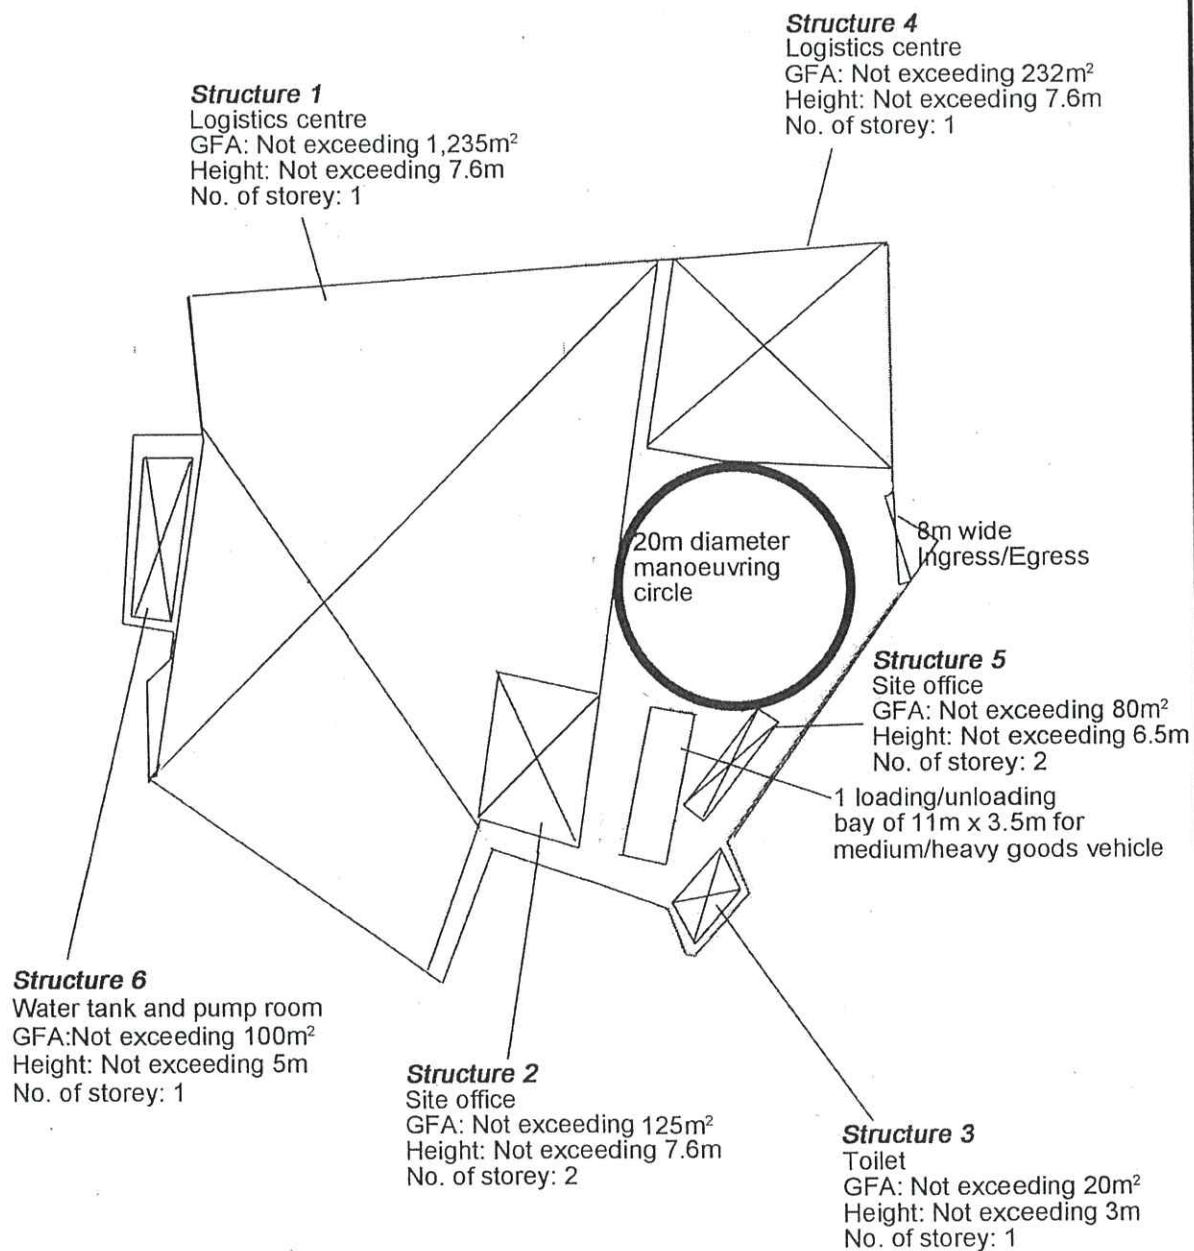 Structure 4
Logistics centre
GFA: Not exceeding 232m²
Height: Not exceeding 7.6m
No. of storey: 1
Structure 1
Logistics centre
GFA: Not exceeding 1,235m²
Height: Not exceeding 7.6m
No. of storey: 1
20m diameter
manoeuvring
circle
8m wide
Ingress/Egress
Structure 5
Site office
GFA: Not exceeding 80m²
Height: Not exceeding 6.5m
No. of storey: 2
1 loading/unloading
bay of 11m x 3.5m for
medium/heavy goods vehicle
Structure 6
Water tank and pump room
GFA:Not exceeding 100m²
Height: Not exceeding 5m
No. of storey: 1
Structure 2
Site office
GFA: Not exceeding 125m²
Height: Not exceeding 7.6m
No. of storey: 2
Structure 3
Toilet
GFA: Not exceeding 20m²
Height: Not exceeding 3m
No. of storey: 1